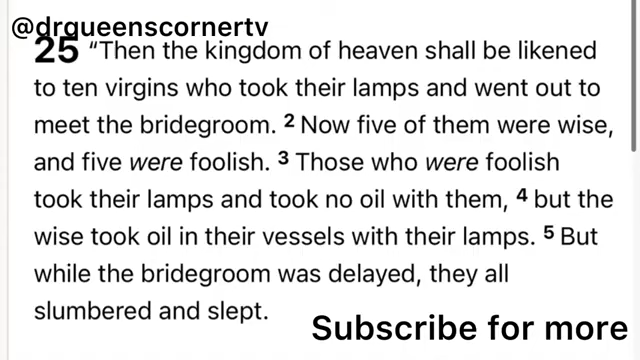 @drqueenscornertv
25 “Then the kingdom of heaven shall be likened
to ten virgins who took their lamps and went out to
meet the bridegroom. 2 Now five of them were wise,
and five were foolish. 3 Those who were foolish
took their lamps and took no oil with them, 4 but the
wise took oil in their vessels with their lamps. 5 But
while the bridegroom was delayed, they all
slumbered and slept.
Subscribe for more